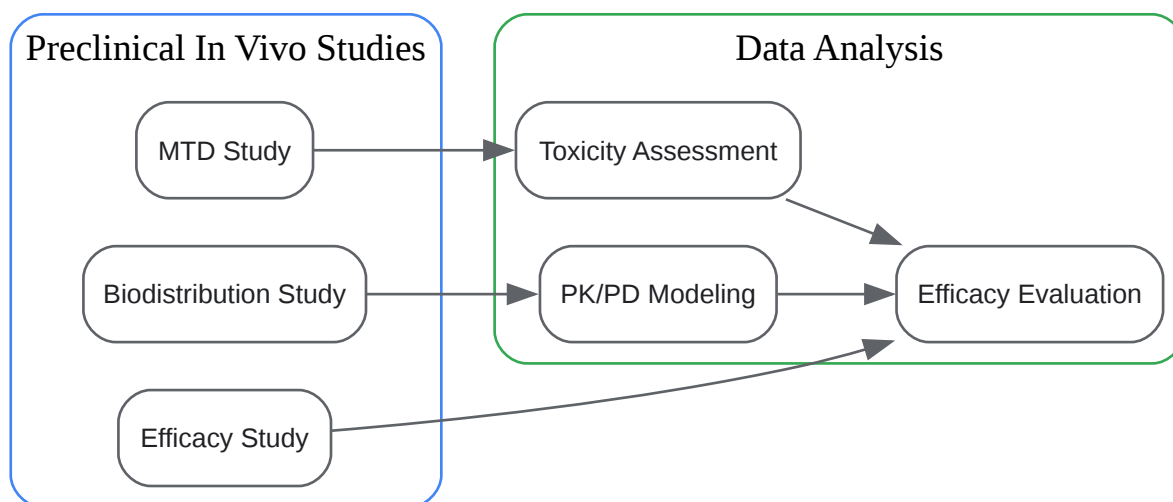 Preclinical In Vivo Studies
Data Analysis
MTD Study
Toxicity Assessment
Biodistribution Study
PK/PD Modeling
Efficacy Evaluation
Efficacy Study